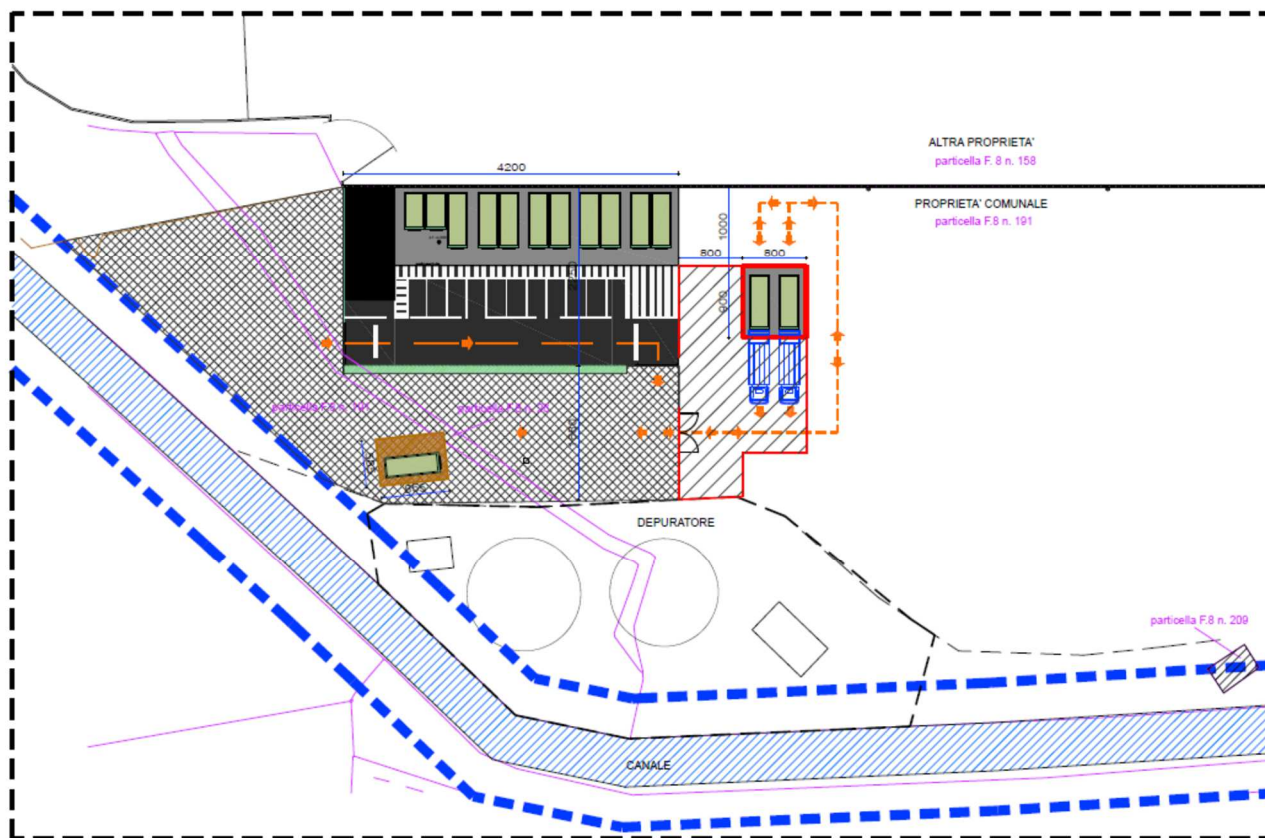 ALTRA PROPRIETA'
particella F. 8 n. 158
4200
PROPRIETA' COMUNALE
particella F.8 n. 191
1000
800
800
900
DEPURATORE
particella F.8 n. 209
CANALE